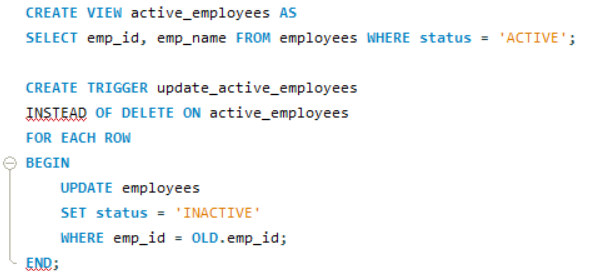 CREATE VIEW active_employees AS
SELECT emp_id, emp_name FROM employees WHERE status = 'ACTIVE';
CREATE TRIGGER update_active_employees
INSTEAD OF DELETE ON active_employees
FOR EACH ROW
BEGIN
UPDATE employees
SET status = 'INACTIVE'
WHERE emp_id = OLD.emp_id;
END;